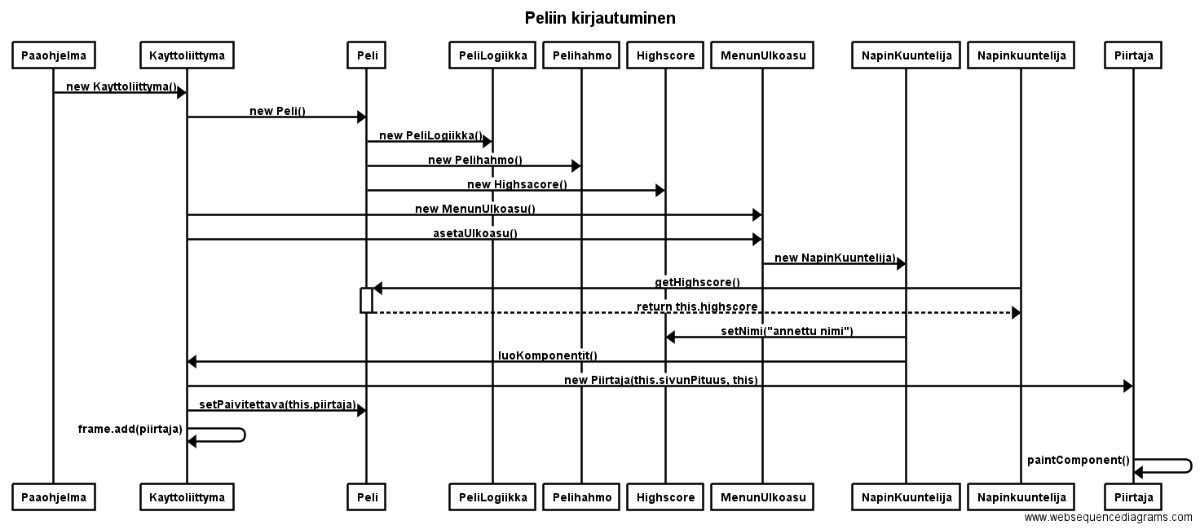 Peliin kirjautuminen
Paaohjelma Kayttoliittyma Peli PeliLogiikka Pelihahmo Highscore MenunUlkoasu NapinKuuntelija Napinkuuntelija Piirtaja
new Kayttoliittyma()
new Peli()
new PeliLogiikka()
new Pelihahmo()
new Highsacore()
new MenunUlkoasu()
asetaUlkoasu()
new NapinKuuntelija)
getHighscore()
return this.highscore
setNimi("annettu nimi")
luoKomponentit()
new Piirtaja(this.sivunPituus, this)
setPaivitettava(this.piirtaja)
frame.add(piirtaja)
paintComponent()
Paaohjelma Kayttoliittyma Peli PeliLogiikka Pelihahmo Highscore MenunUlkoasu NapinKuuntelija Napinkuuntelija Piirtaja
www.websequencediagrams.com